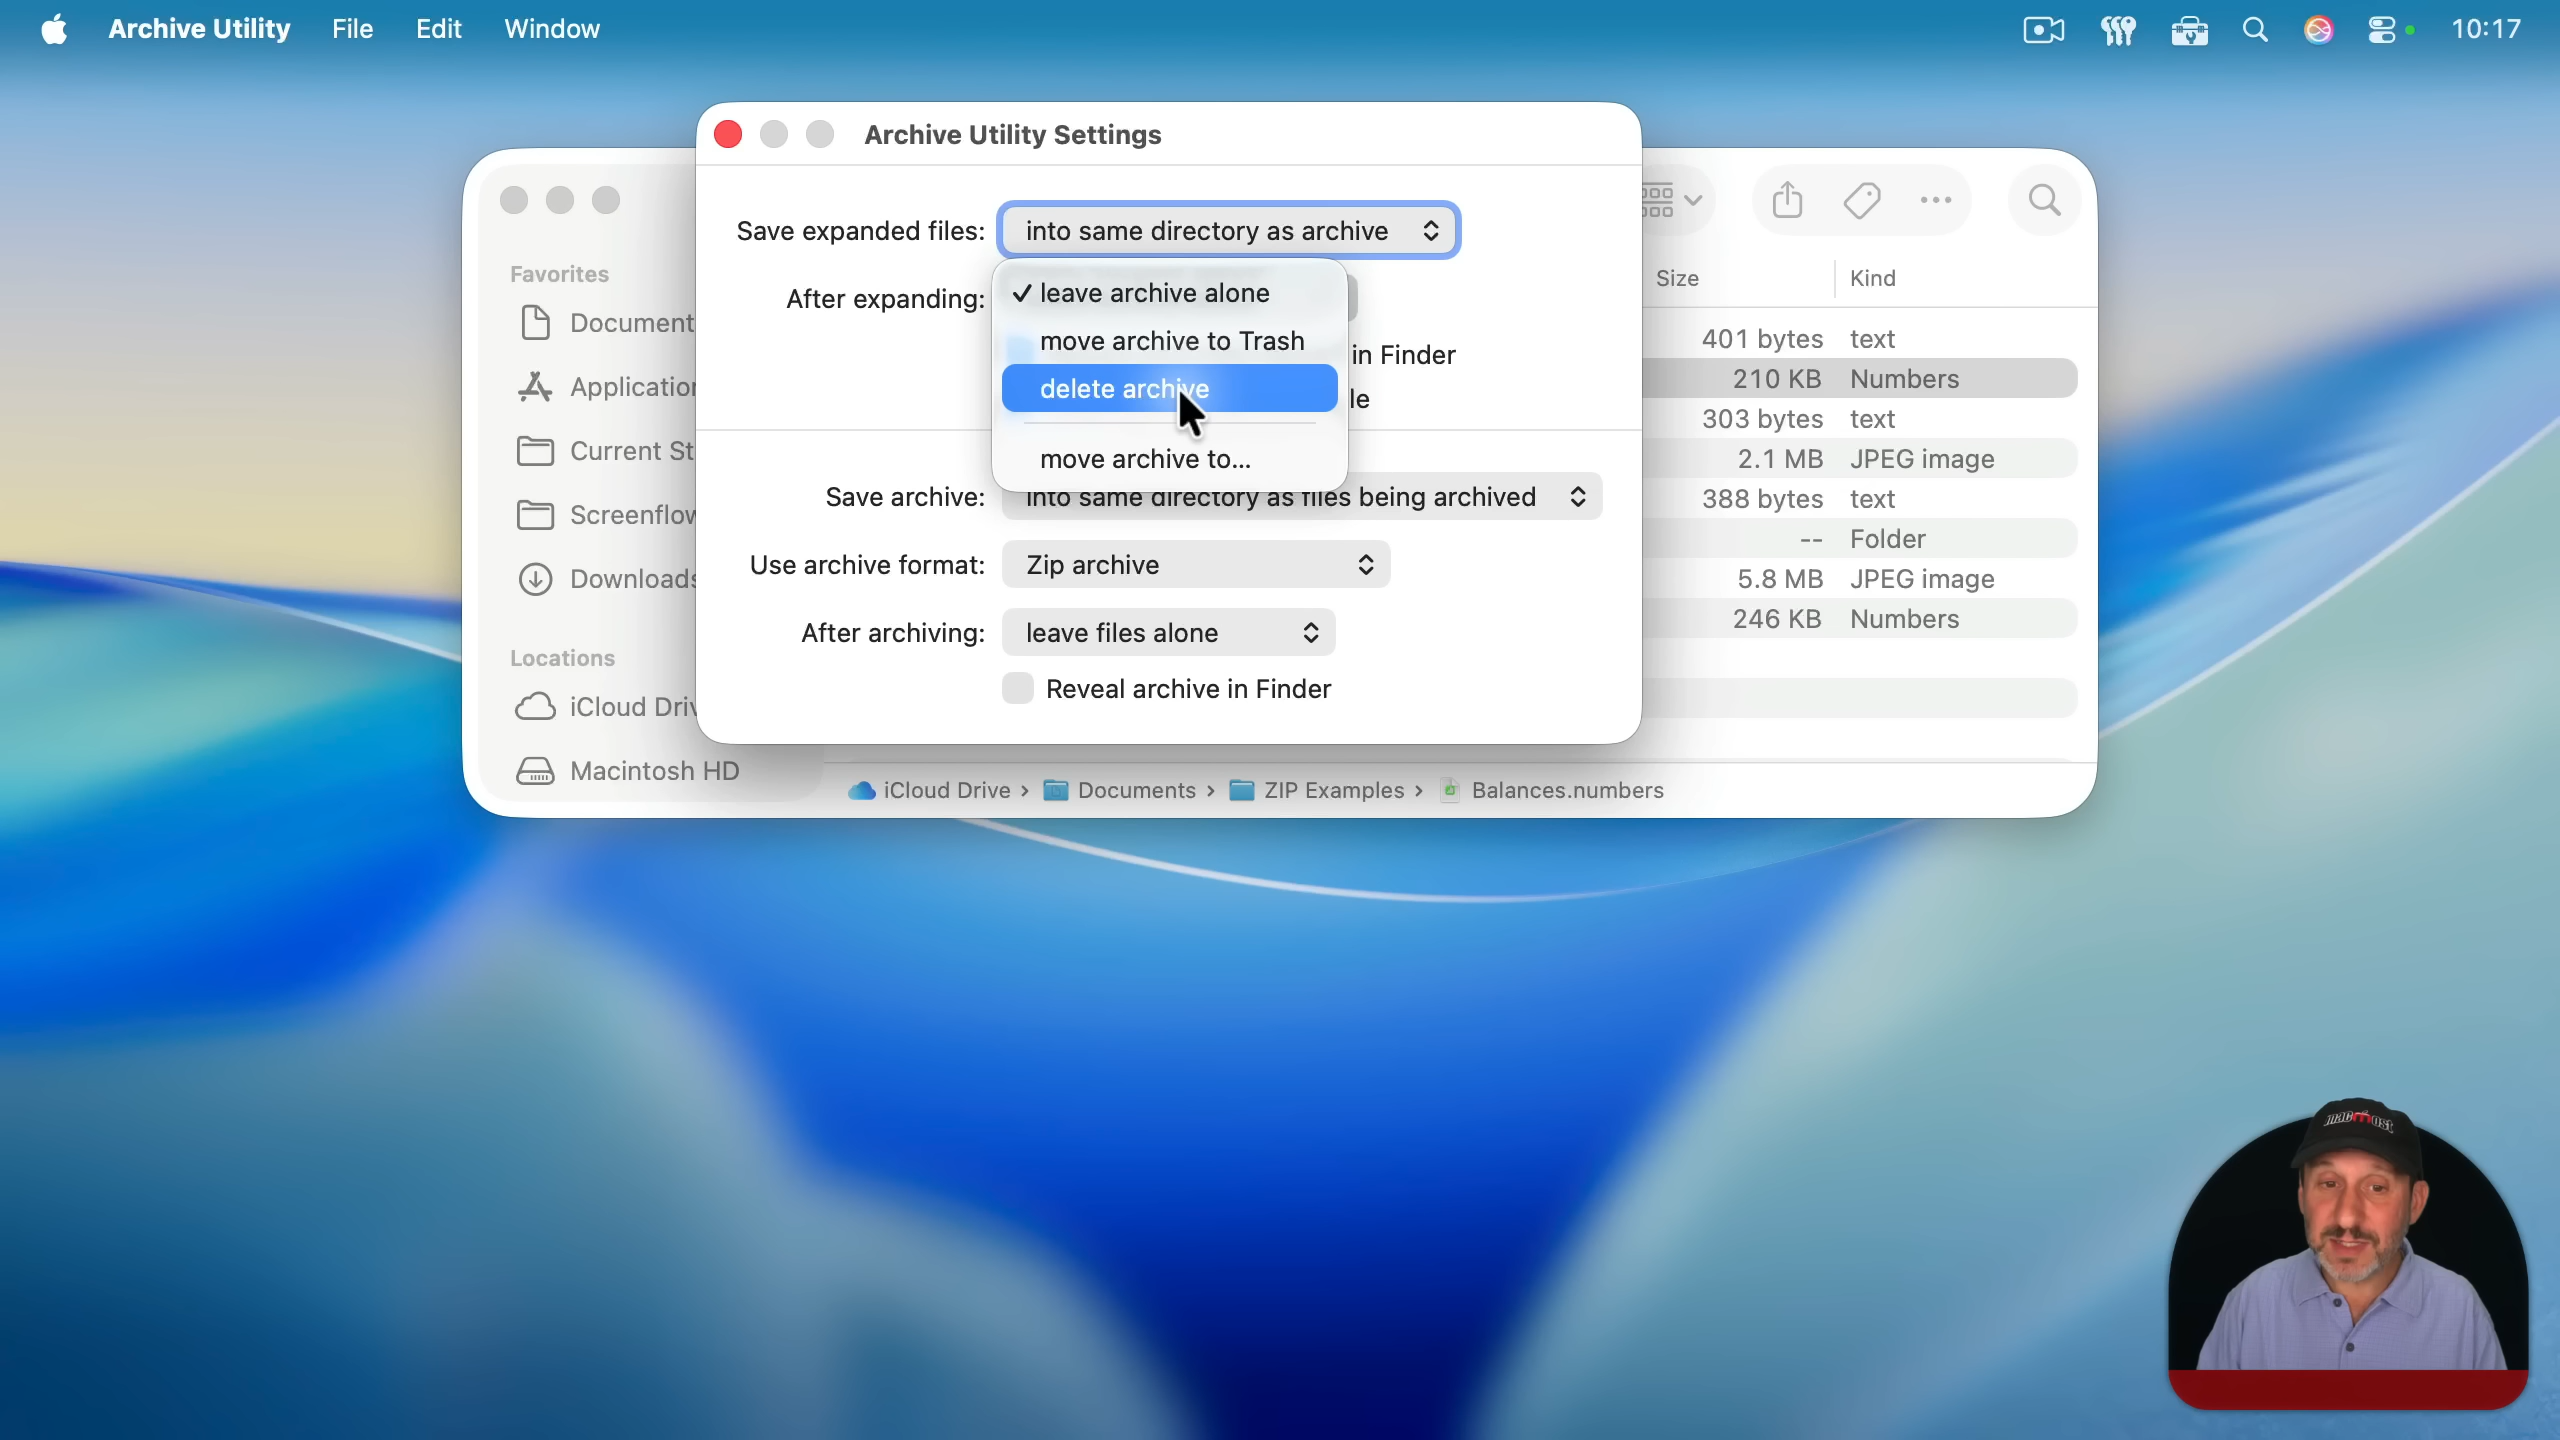 Archive Utility File Edit Window 10:17
Archive Utility Settings
Save expanded files: into same directory as archive
After expanding:
✓ leave archive alone
move archive to Trash
delete archive
move archive to...
in Finder
le
Save archive: into same directory as files being archived
Use archive format: Zip archive
After archiving: leave files alone
Reveal archive in Finder
Favorites
Document
Application
Current St
Screenflow
Downloads
Locations
iCloud Driv
Macintosh HD
Size Kind
401 bytes text
210 KB Numbers
303 bytes text
2.1 MB JPEG image
388 bytes text
-- Folder
5.8 MB JPEG image
246 KB Numbers
iCloud Drive › Documents › ZIP Examples › Balances.numbers
macmost